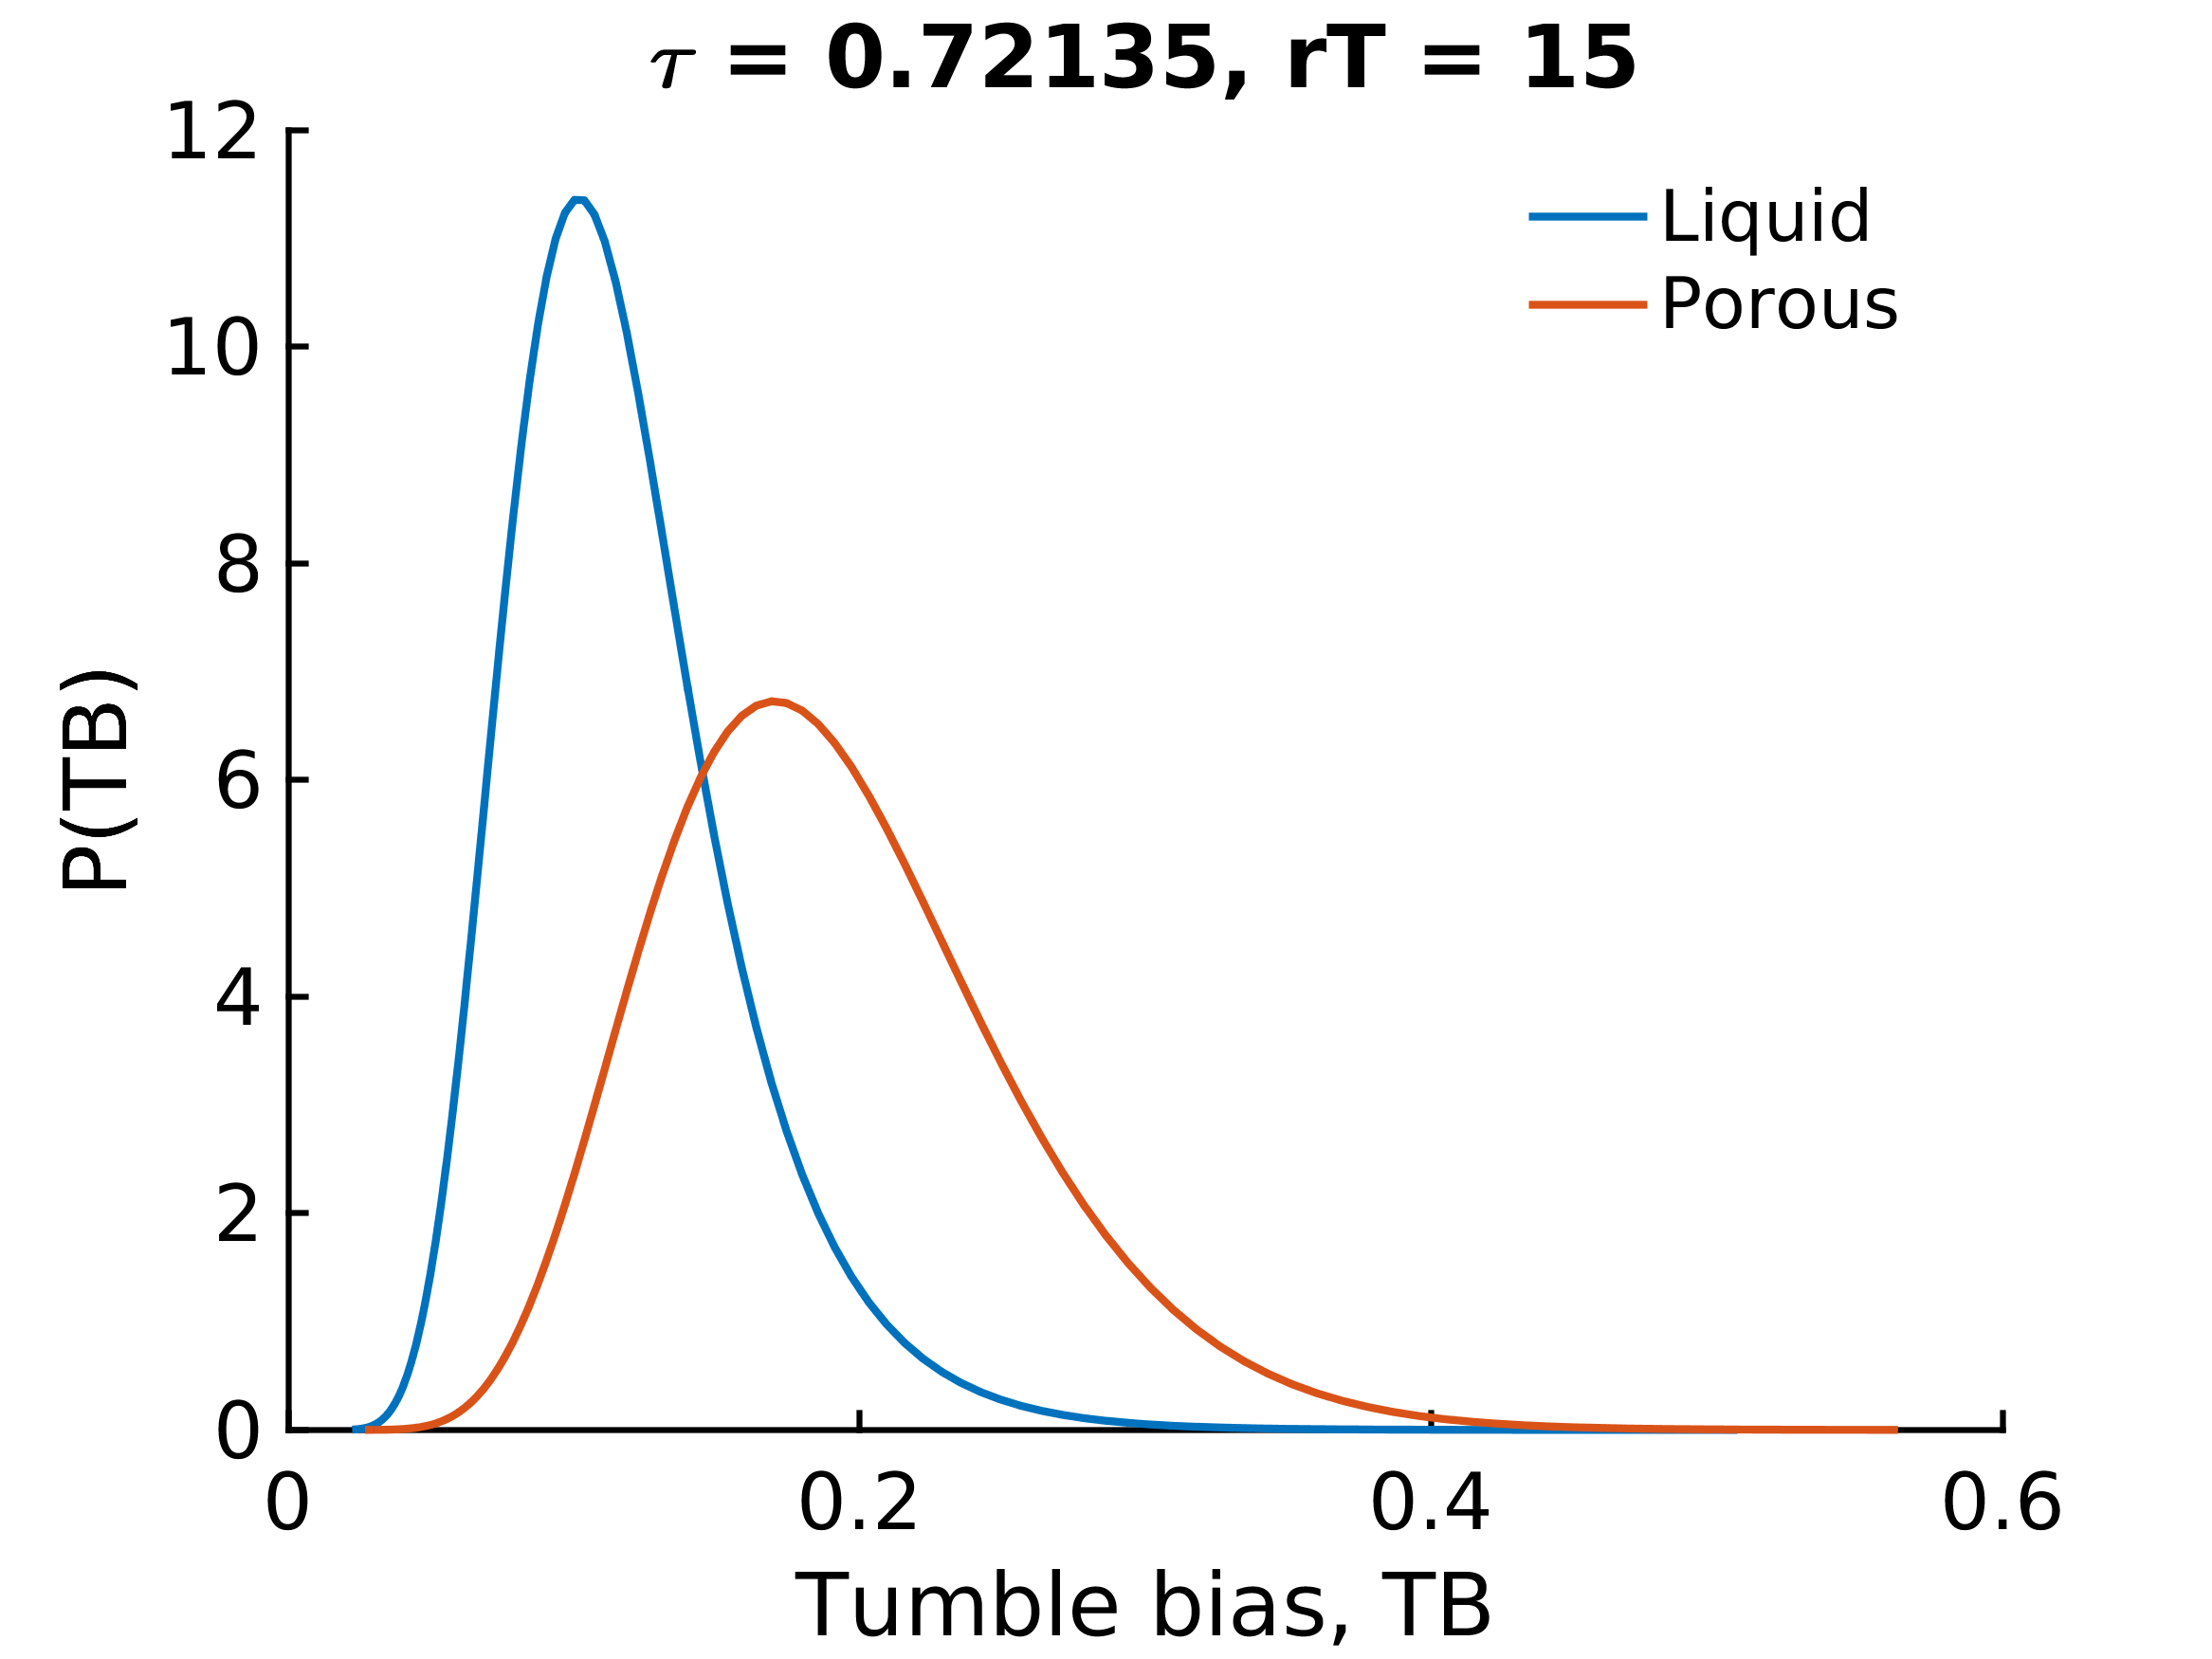 τ = 0.72135, rT = 15
12
10
8
6
4
2
0
P(TB)
Liquid
Porous
0 0.2 0.4 0.6
Tumble bias, TB